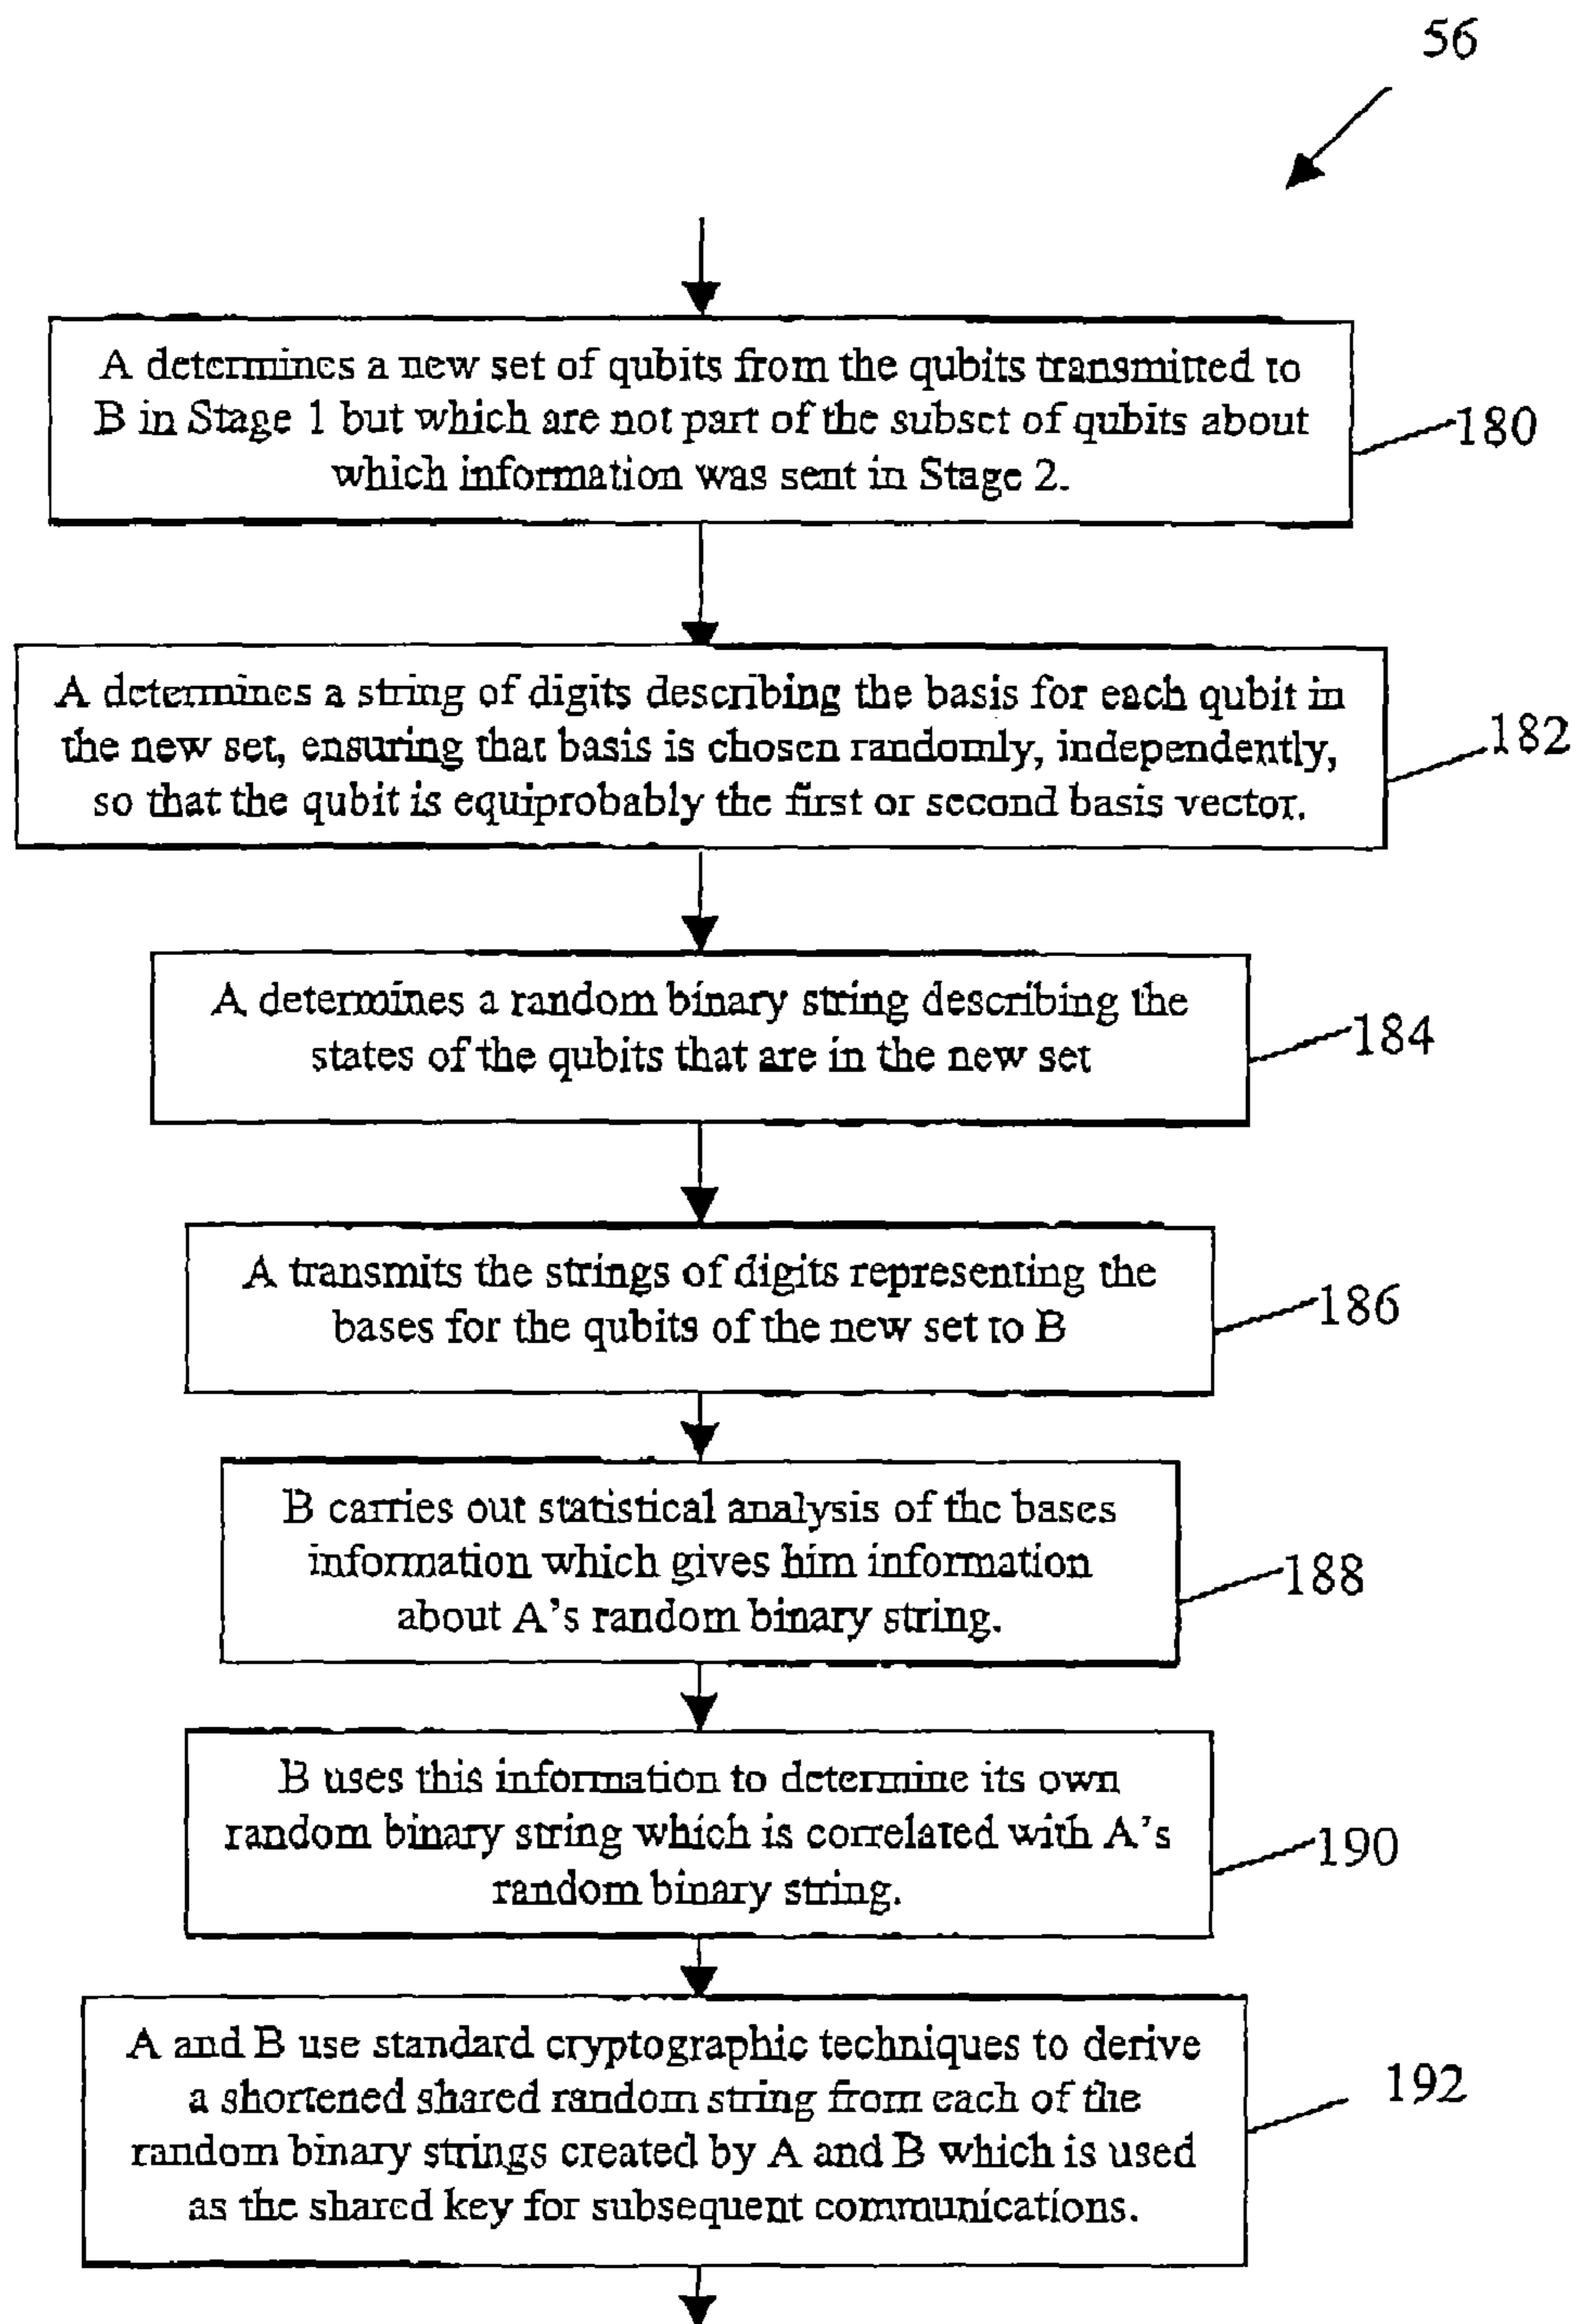 56
A determines a new set of qubits from the qubits transmitted to
B in Stage 1 but which are not part of the subset of qubits about
which information was sent in Stage 2.
180
A determines a string of digits describing the basis for each qubit in
the new set, ensuring that basis is chosen randomly, independently,
so that the qubit is equiprobably the first or second basis vector.
182
A determines a random binary string describing the
states of the qubits that are in the new set
184
A transmits the strings of digits representing the
bases for the qubits of the new set to B
186
B carries out statistical analysis of the bases
information which gives him information
about A's random binary string.
188
B uses this information to determine its own
random binary string which is correlated with A's
random binary string.
190
A and B use standard cryptographic techniques to derive
a shortened shared random string from each of the
random binary strings created by A and B which is used
as the shared key for subsequent communications.
192